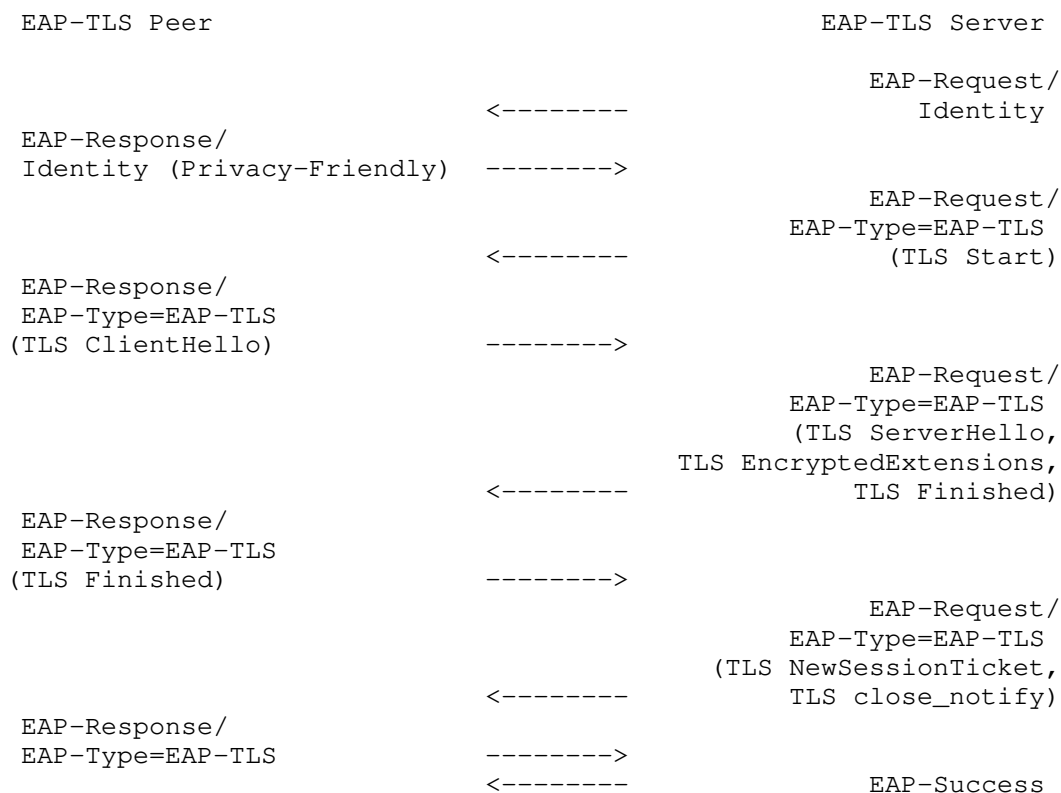 EAP-TLS Peer                                      EAP-TLS Server
EAP-Request/
<--------                   Identity
EAP-Response/
Identity (Privacy-Friendly)  -------->
EAP-Request/
EAP-Type=EAP-TLS
<--------                (TLS Start)
EAP-Response/
EAP-Type=EAP-TLS
(TLS ClientHello)             -------->
EAP-Request/
EAP-Type=EAP-TLS
(TLS ServerHello,
TLS EncryptedExtensions,
<--------              TLS Finished)
EAP-Response/
EAP-Type=EAP-TLS
(TLS Finished)                -------->
EAP-Request/
EAP-Type=EAP-TLS
(TLS NewSessionTicket,
<--------          TLS close_notify)
EAP-Response/
EAP-Type=EAP-TLS             -------->
<--------               EAP-Success